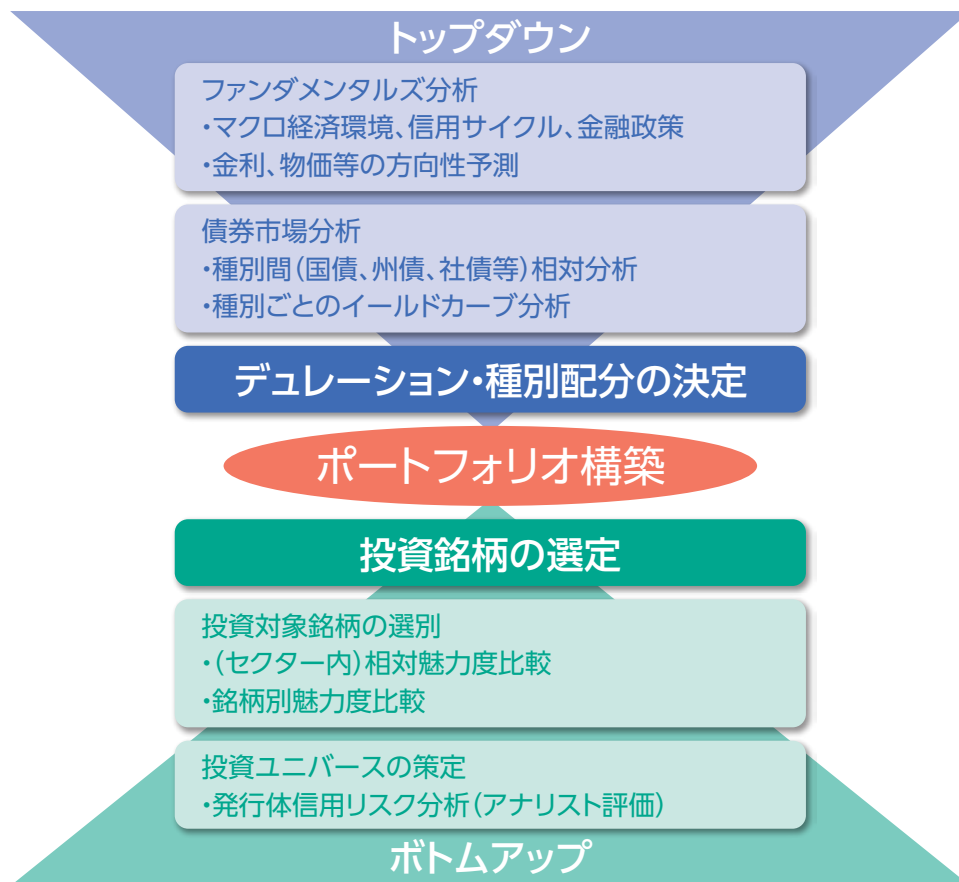 トップダウン
ファンダメンタルズ分析
・マクロ経済環境、信用サイクル、金融政策
・金利、物価等の方向性予測
債券市場分析
・種別間(国債、州債、社債等)相対分析
・種別ごとのイールドカーブ分析
デュレーション・種別配分の決定
ポートフォリオ構築
投資銘柄の選定
投資対象銘柄の選別
・(セクター内)相対魅力度比較
・銘柄別魅力度比較
投資ユニバースの策定
・発行体信用リスク分析(アナリスト評価)
ボトムアップ